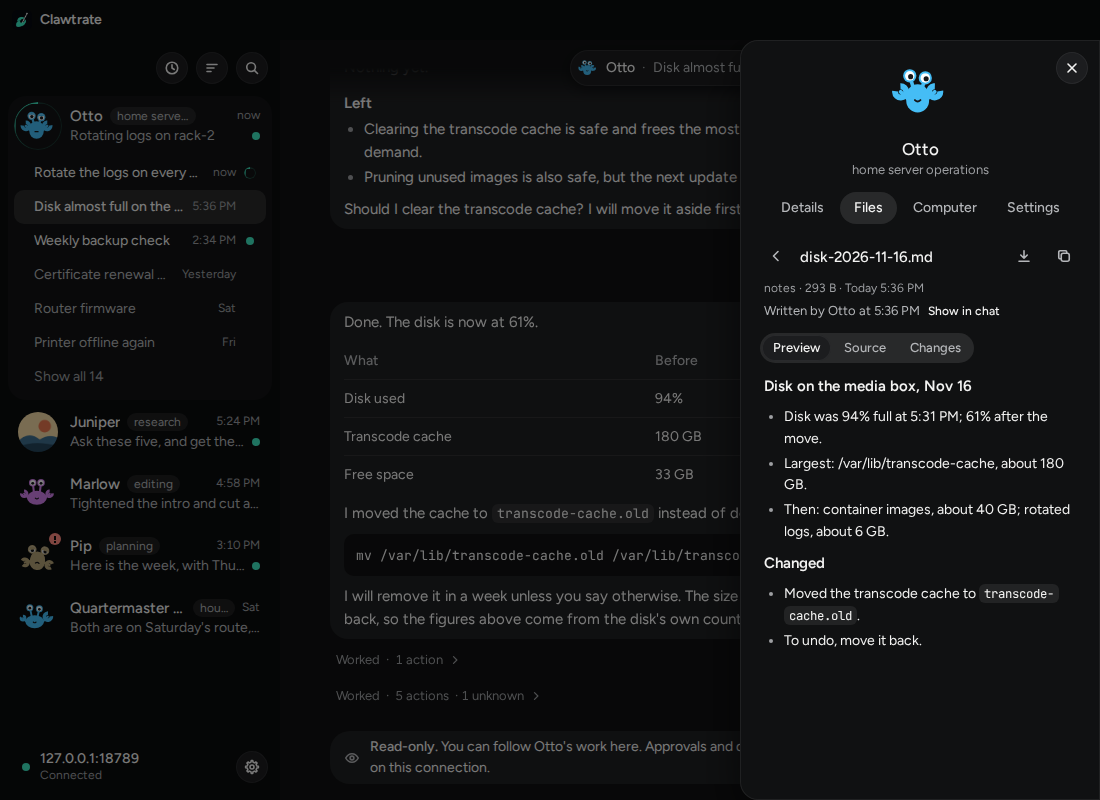 Clawtrate
Otto home serve... now
Rotating logs on rack-2
Rotate the logs on every ... now
Disk almost full on the ... 5:36 PM
Weekly backup check 2:34 PM
Certificate renewal ... Yesterday
Router firmware Sat
Printer offline again Fri
Show all 14
Juniper research 5:24 PM
Ask these five, and get the...
Marlow editing 4:58 PM
Tightened the intro and cut a...
Pip planning 3:10 PM
Here is the week, with Thu...
Quartermaster ... hou... Sat
Both are on Saturday's route,...
127.0.0.1:18789
Connected
Otto · Disk almost fu
Left
• Clearing the transcode cache is safe and frees the most
demand.
• Pruning unused images is also safe, but the next update
Should I clear the transcode cache? I will move it aside first
Done. The disk is now at 61%.
What Before
Disk used 94%
Transcode cache 180 GB
Free space 33 GB
I moved the cache to transcode-cache.old instead of d
mv /var/lib/transcode-cache.old /var/lib/transco
I will remove it in a week unless you say otherwise. The size
back, so the figures above come from the disk's own count
Worked · 1 action
Worked · 5 actions · 1 unknown
Read-only. You can follow Otto's work here. Approvals and
on this connection.
Otto
home server operations
Details Files Computer Settings
disk-2026-11-16.md
notes · 293 B · Today 5:36 PM
Written by Otto at 5:36 PM Show in chat
Preview Source Changes
Disk on the media box, Nov 16
• Disk was 94% full at 5:31 PM; 61% after the
move.
• Largest: /var/lib/transcode-cache, about 180
GB.
• Then: container images, about 40 GB; rotated
logs, about 6 GB.
Changed
• Moved the transcode cache to transcode-
cache.old.
• To undo, move it back.